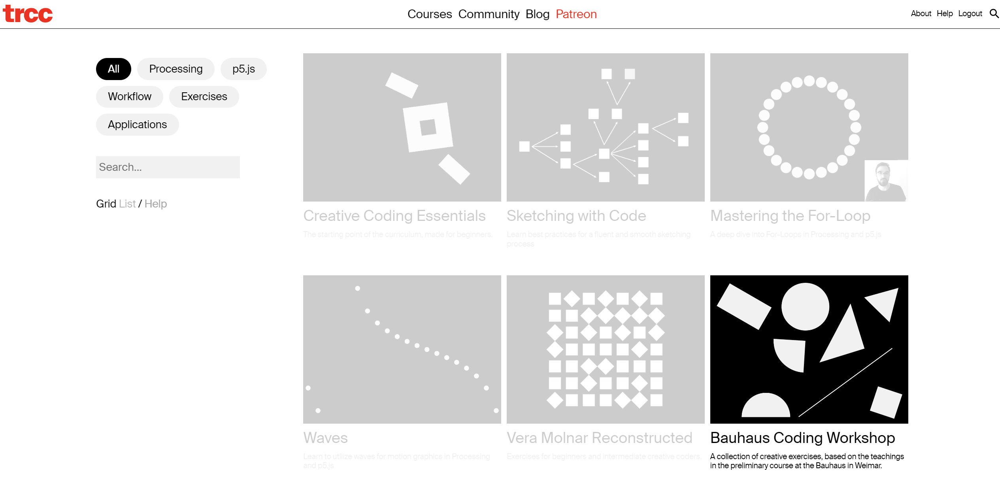 trcc
Courses Community Blog Patreon
About Help Logout
All Processing p5.js
Workflow Exercises
Applications
Search...
Grid List / Help
Creative Coding Essentials
The starting point of the curriculum, made for beginners.
Sketching with Code
Learn best practices for a fluent and smooth sketching
process
Mastering the For-Loop
A deep dive into For-Loops in Processing and p5.js
Waves
Learn to utilize waves for motion graphics in Processing
and p5.js
Vera Molnar Reconstructed
Exercises for beginners and intermediate creative coders.
Bauhaus Coding Workshop
A collection of creative exercises, based on the teachings
in the preliminary course at the Bauhaus in Weimar.